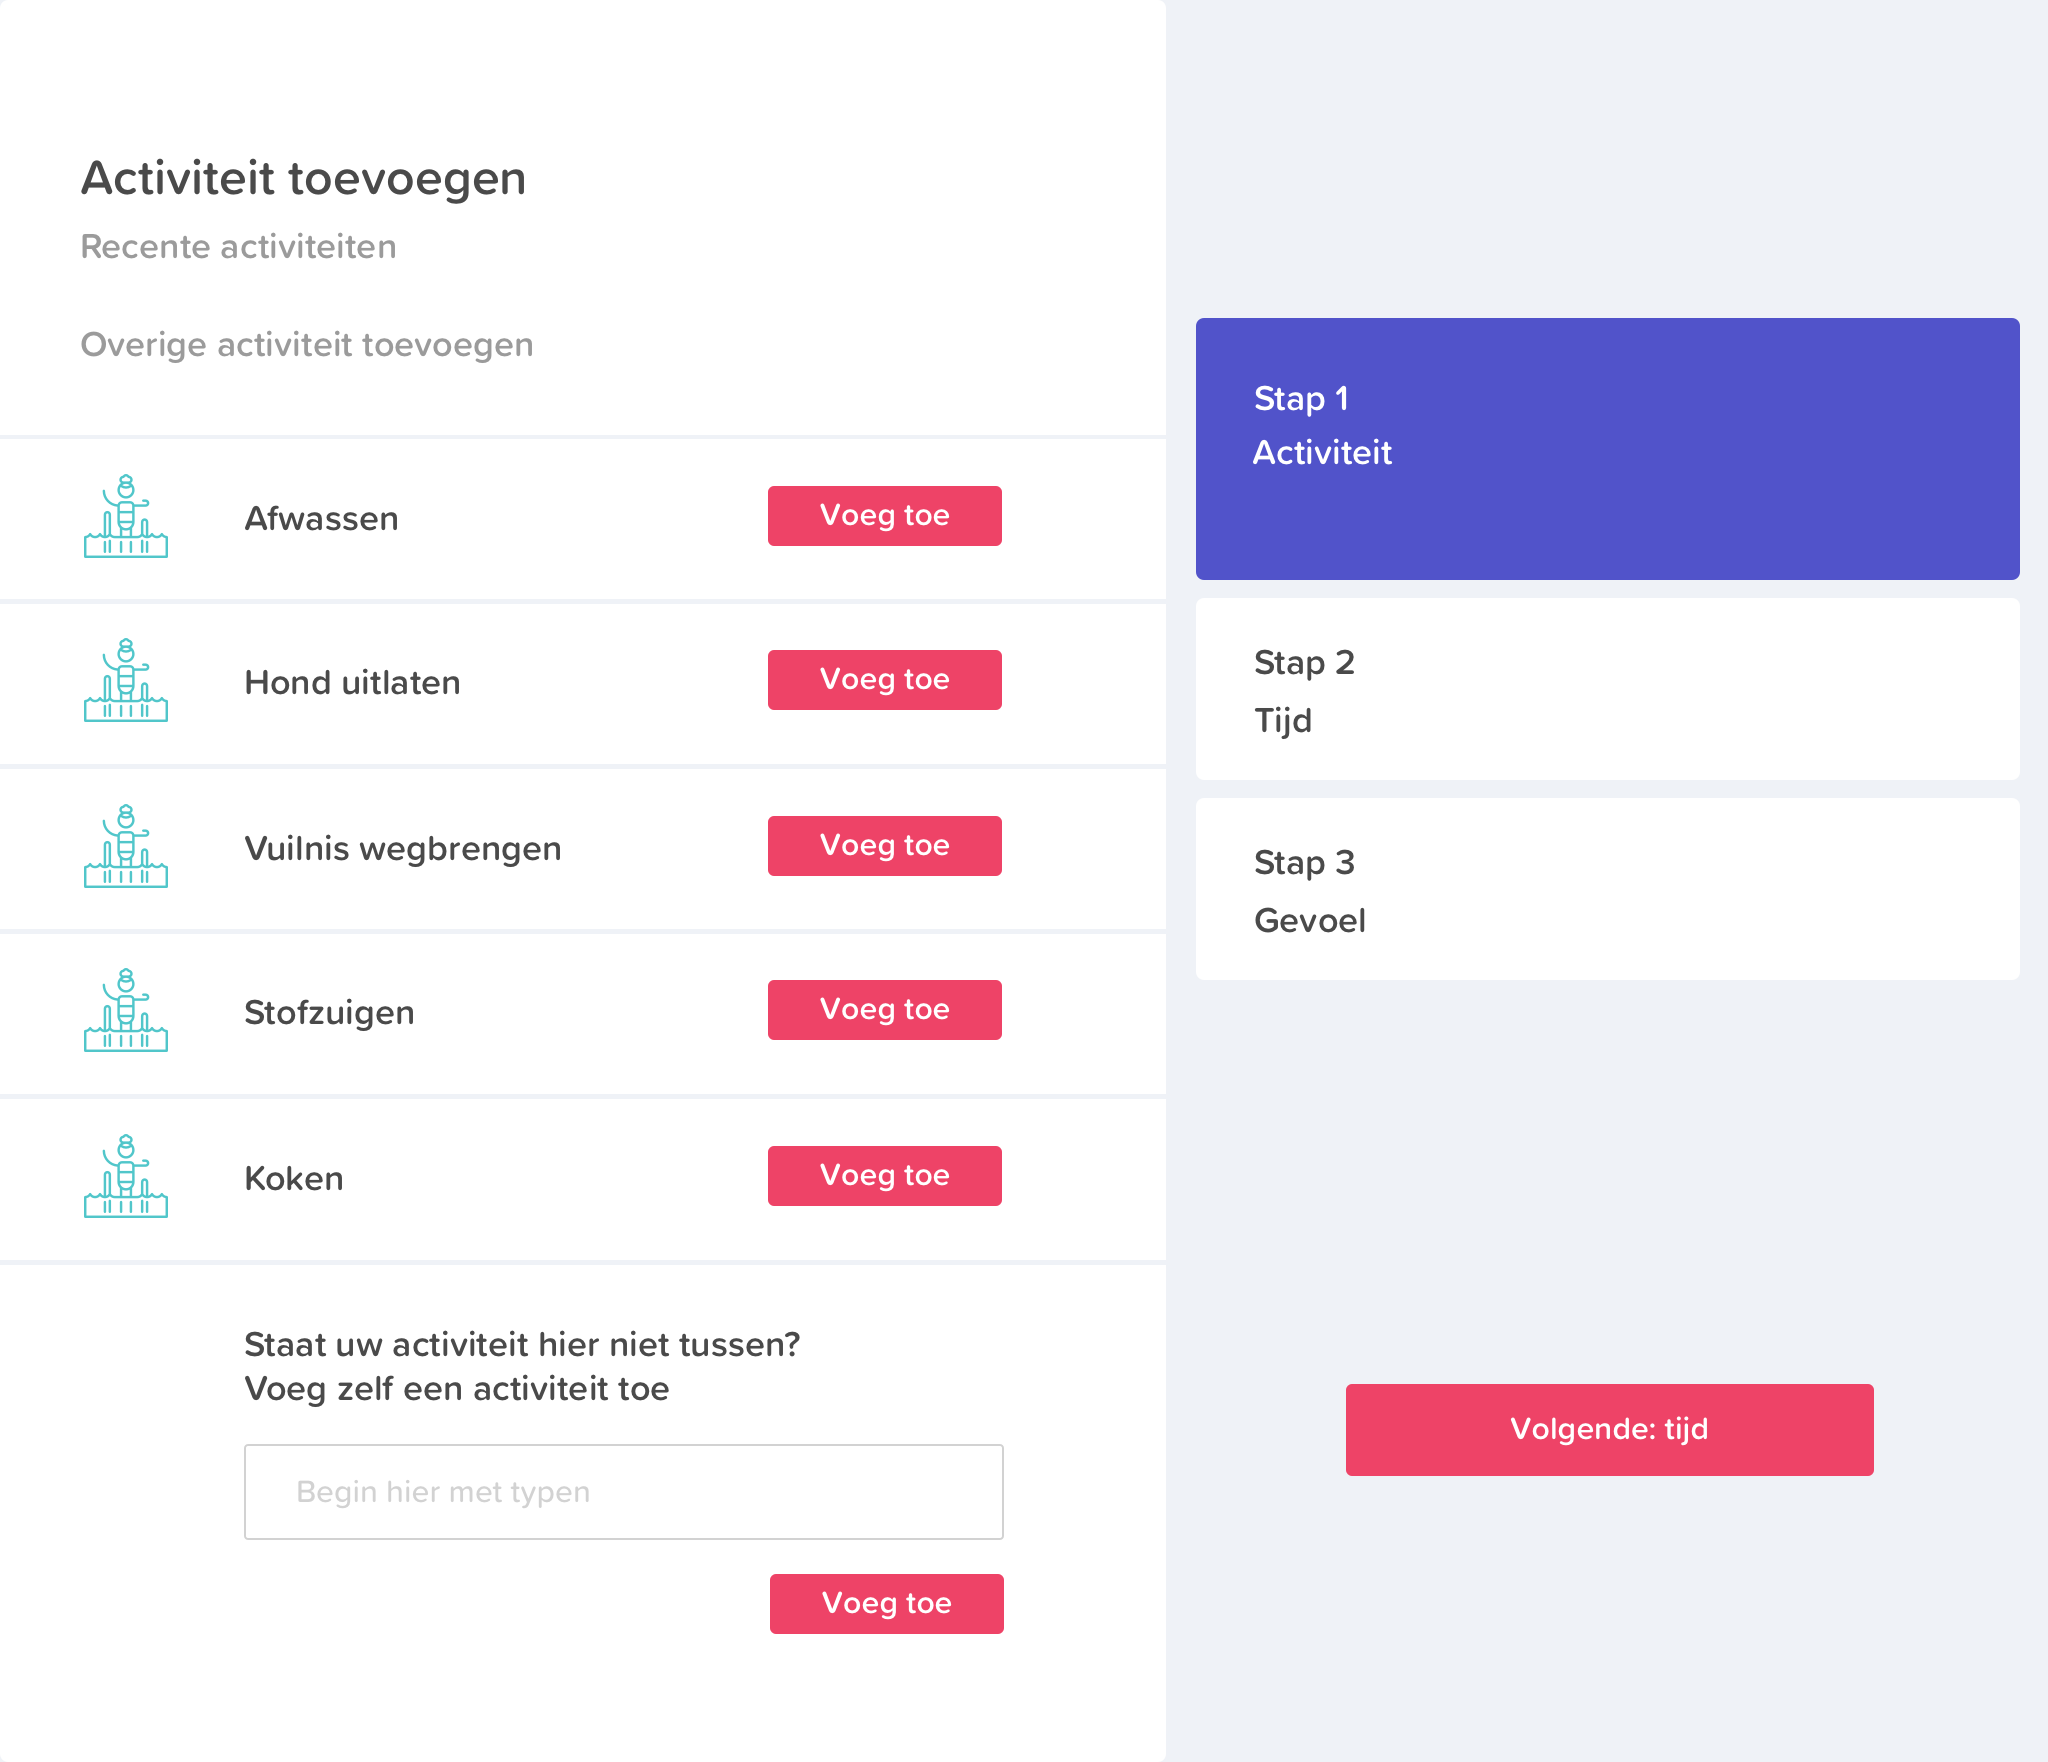 Activiteit toevoegen
Recente activiteiten
Overige activiteit toevoegen
Afwassen
Voeg toe
Hond uitlaten
Voeg toe
Vuilnis wegbrengen
Voeg toe
Stofzuigen
Voeg toe
Koken
Voeg toe
Staat uw activiteit hier niet tussen?
Voeg zelf een activiteit toe
Begin hier met typen
Voeg toe
Stap 1
Activiteit
Stap 2
Tijd
Stap 3
Gevoel
Volgende: tijd